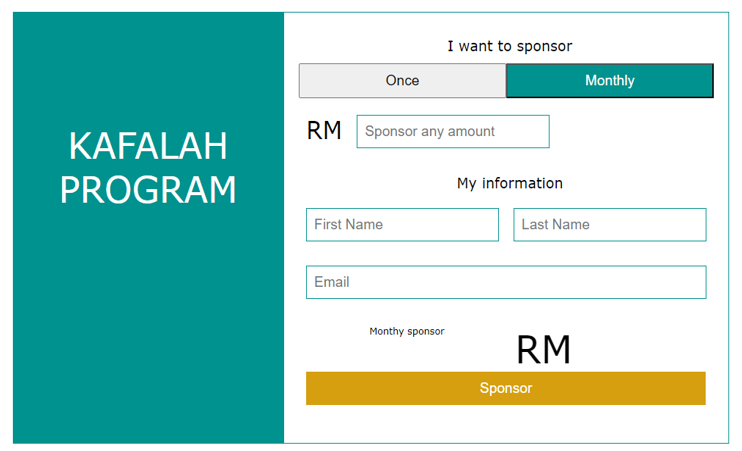 KAFALAH
PROGRAM
I want to sponsor
Once Monthly
RM Sponsor any amount
My information
First Name Last Name
Email
Monthy sponsor RM
Sponsor